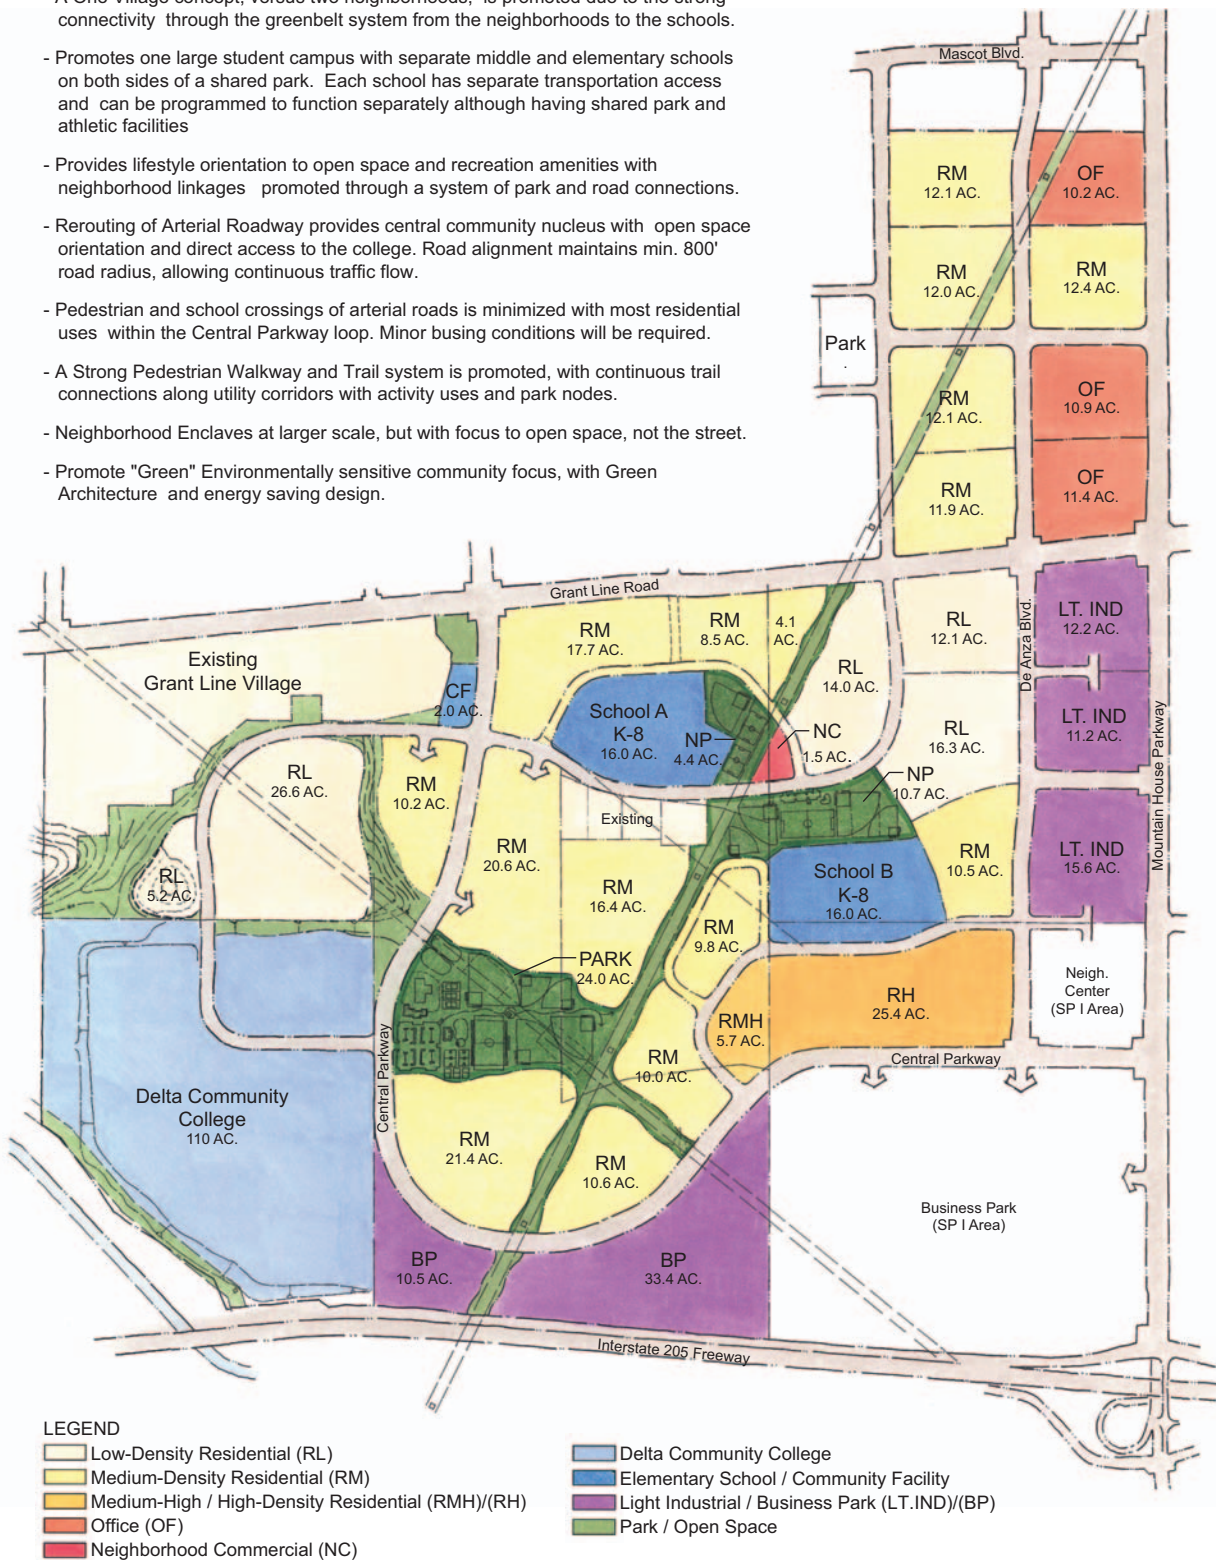 - A One Village concept, versus two neighborhoods, is promoted due to the strong
connectivity through the greenbelt system from the neighborhoods to the schools.
- Promotes one large student campus with separate middle and elementary schools
on both sides of a shared park. Each school has separate transportation access
and can be programmed to function separately although having shared park and
athletic facilities
- Provides lifestyle orientation to open space and recreation amenities with
neighborhood linkages promoted through a system of park and road connections.
- Rerouting of Arterial Roadway provides central community nucleus with open space
orientation and direct access to the college. Road alignment maintains min. 800'
road radius, allowing continuous traffic flow.
- Pedestrian and school crossings of arterial roads is minimized with most residential
uses within the Central Parkway loop. Minor busing conditions will be required.
- A Strong Pedestrian Walkway and Trail system is promoted, with continuous trail
connections along utility corridors with activity uses and park nodes.
- Neighborhood Enclaves at larger scale, but with focus to open space, not the street.
- Promote "Green" Environmentally sensitive community focus, with Green
Architecture and energy saving design.
Mascot Blvd.
RM
12.1 AC.
OF
10.2 AC.
RM
12.0 AC.
RM
12.4 AC.
Park
.
RM
12.1 AC.
OF
10.9 AC.
RM
11.9 AC.
OF
11.4 AC.
Grant Line Road
De Anza Blvd.
Mountain House Parkway
Existing
Grant Line Village
CF
2.0 AC.
RM
17.7 AC.
RM
8.5 AC.
4.1
AC.
RL
12.1 AC.
LT. IND
12.2 AC.
RL
14.0 AC.
School A
K-8
16.0 AC.
NP
4.4 AC.
NC
1.5 AC.
RL
16.3 AC.
LT. IND
11.2 AC.
RL
26.6 AC.
RM
10.2 AC.
NP
10.7 AC.
Existing
RM
20.6 AC.
RL
5.2 AC.
RM
16.4 AC.
School B
K-8
16.0 AC.
RM
10.5 AC.
LT. IND
15.6 AC.
RM
9.8 AC.
PARK
24.0 AC.
Neigh.
Center
(SP I Area)
RH
25.4 AC.
RMH
5.7 AC.
Central Parkway
Central Parkway
RM
10.0 AC.
Delta Community
College
110 AC.
RM
21.4 AC.
RM
10.6 AC.
Business Park
(SP I Area)
BP
10.5 AC.
BP
33.4 AC.
Interstate 205 Freeway
LEGEND
Low-Density Residential (RL)
Medium-Density Residential (RM)
Medium-High / High-Density Residential (RMH)/(RH)
Office (OF)
Neighborhood Commercial (NC)
Delta Community College
Elementary School / Community Facility
Light Industrial / Business Park (LT.IND)/(BP)
Park / Open Space